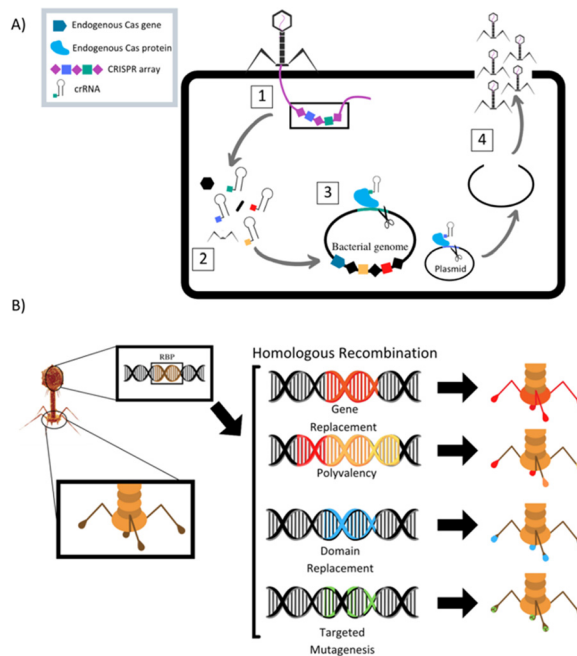 A)
Endogenous Cas gene
Endogenous Cas protein
CRISPR array
crRNA
1
2
3
4
Bacterial genome
Plasmid
B)
RBP
Homologous Recombination
Gene
Replacement
Polyvalency
Domain
Replacement
Targeted
Mutagenesis